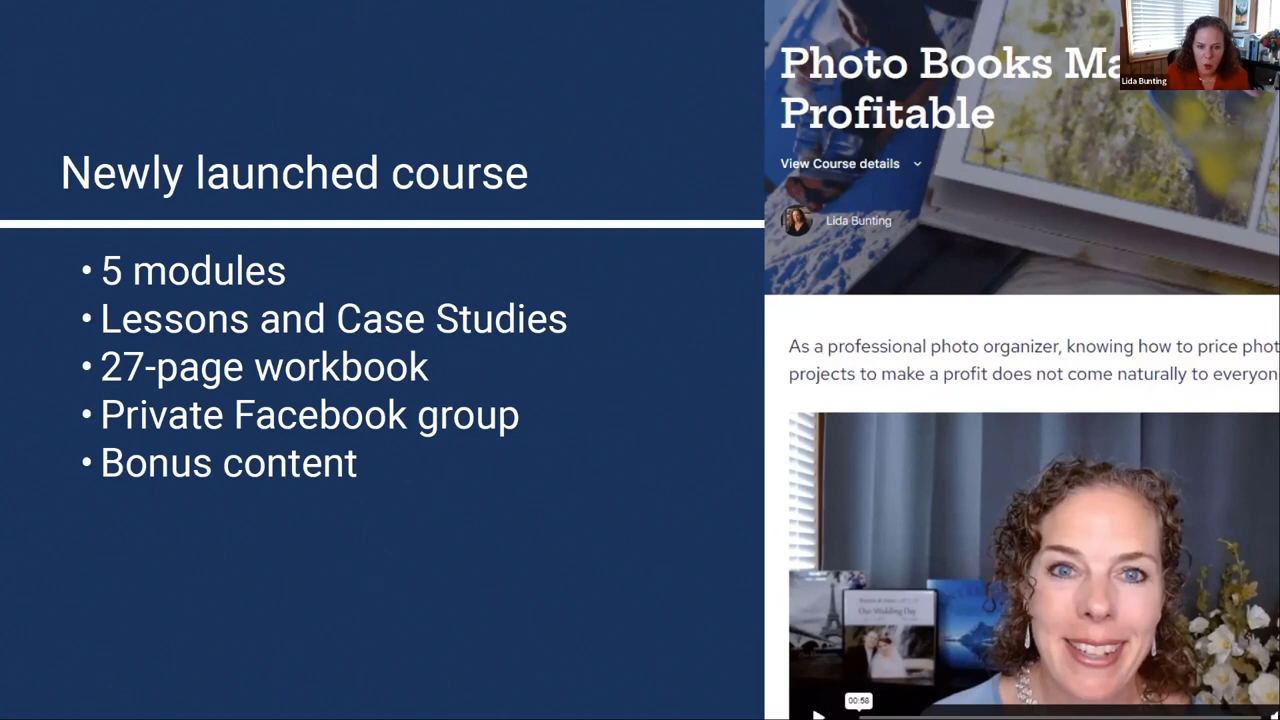 Newly launched course
• 5 modules
• Lessons and Case Studies
• 27-page workbook
• Private Facebook group
• Bonus content
Photo Books Ma
Profitable
View Course details
Lida Bunting
Lida Bunting
As a professional photo organizer, knowing how to price phot
projects to make a profit does not come naturally to everyon
Our Wedding Day
00:58